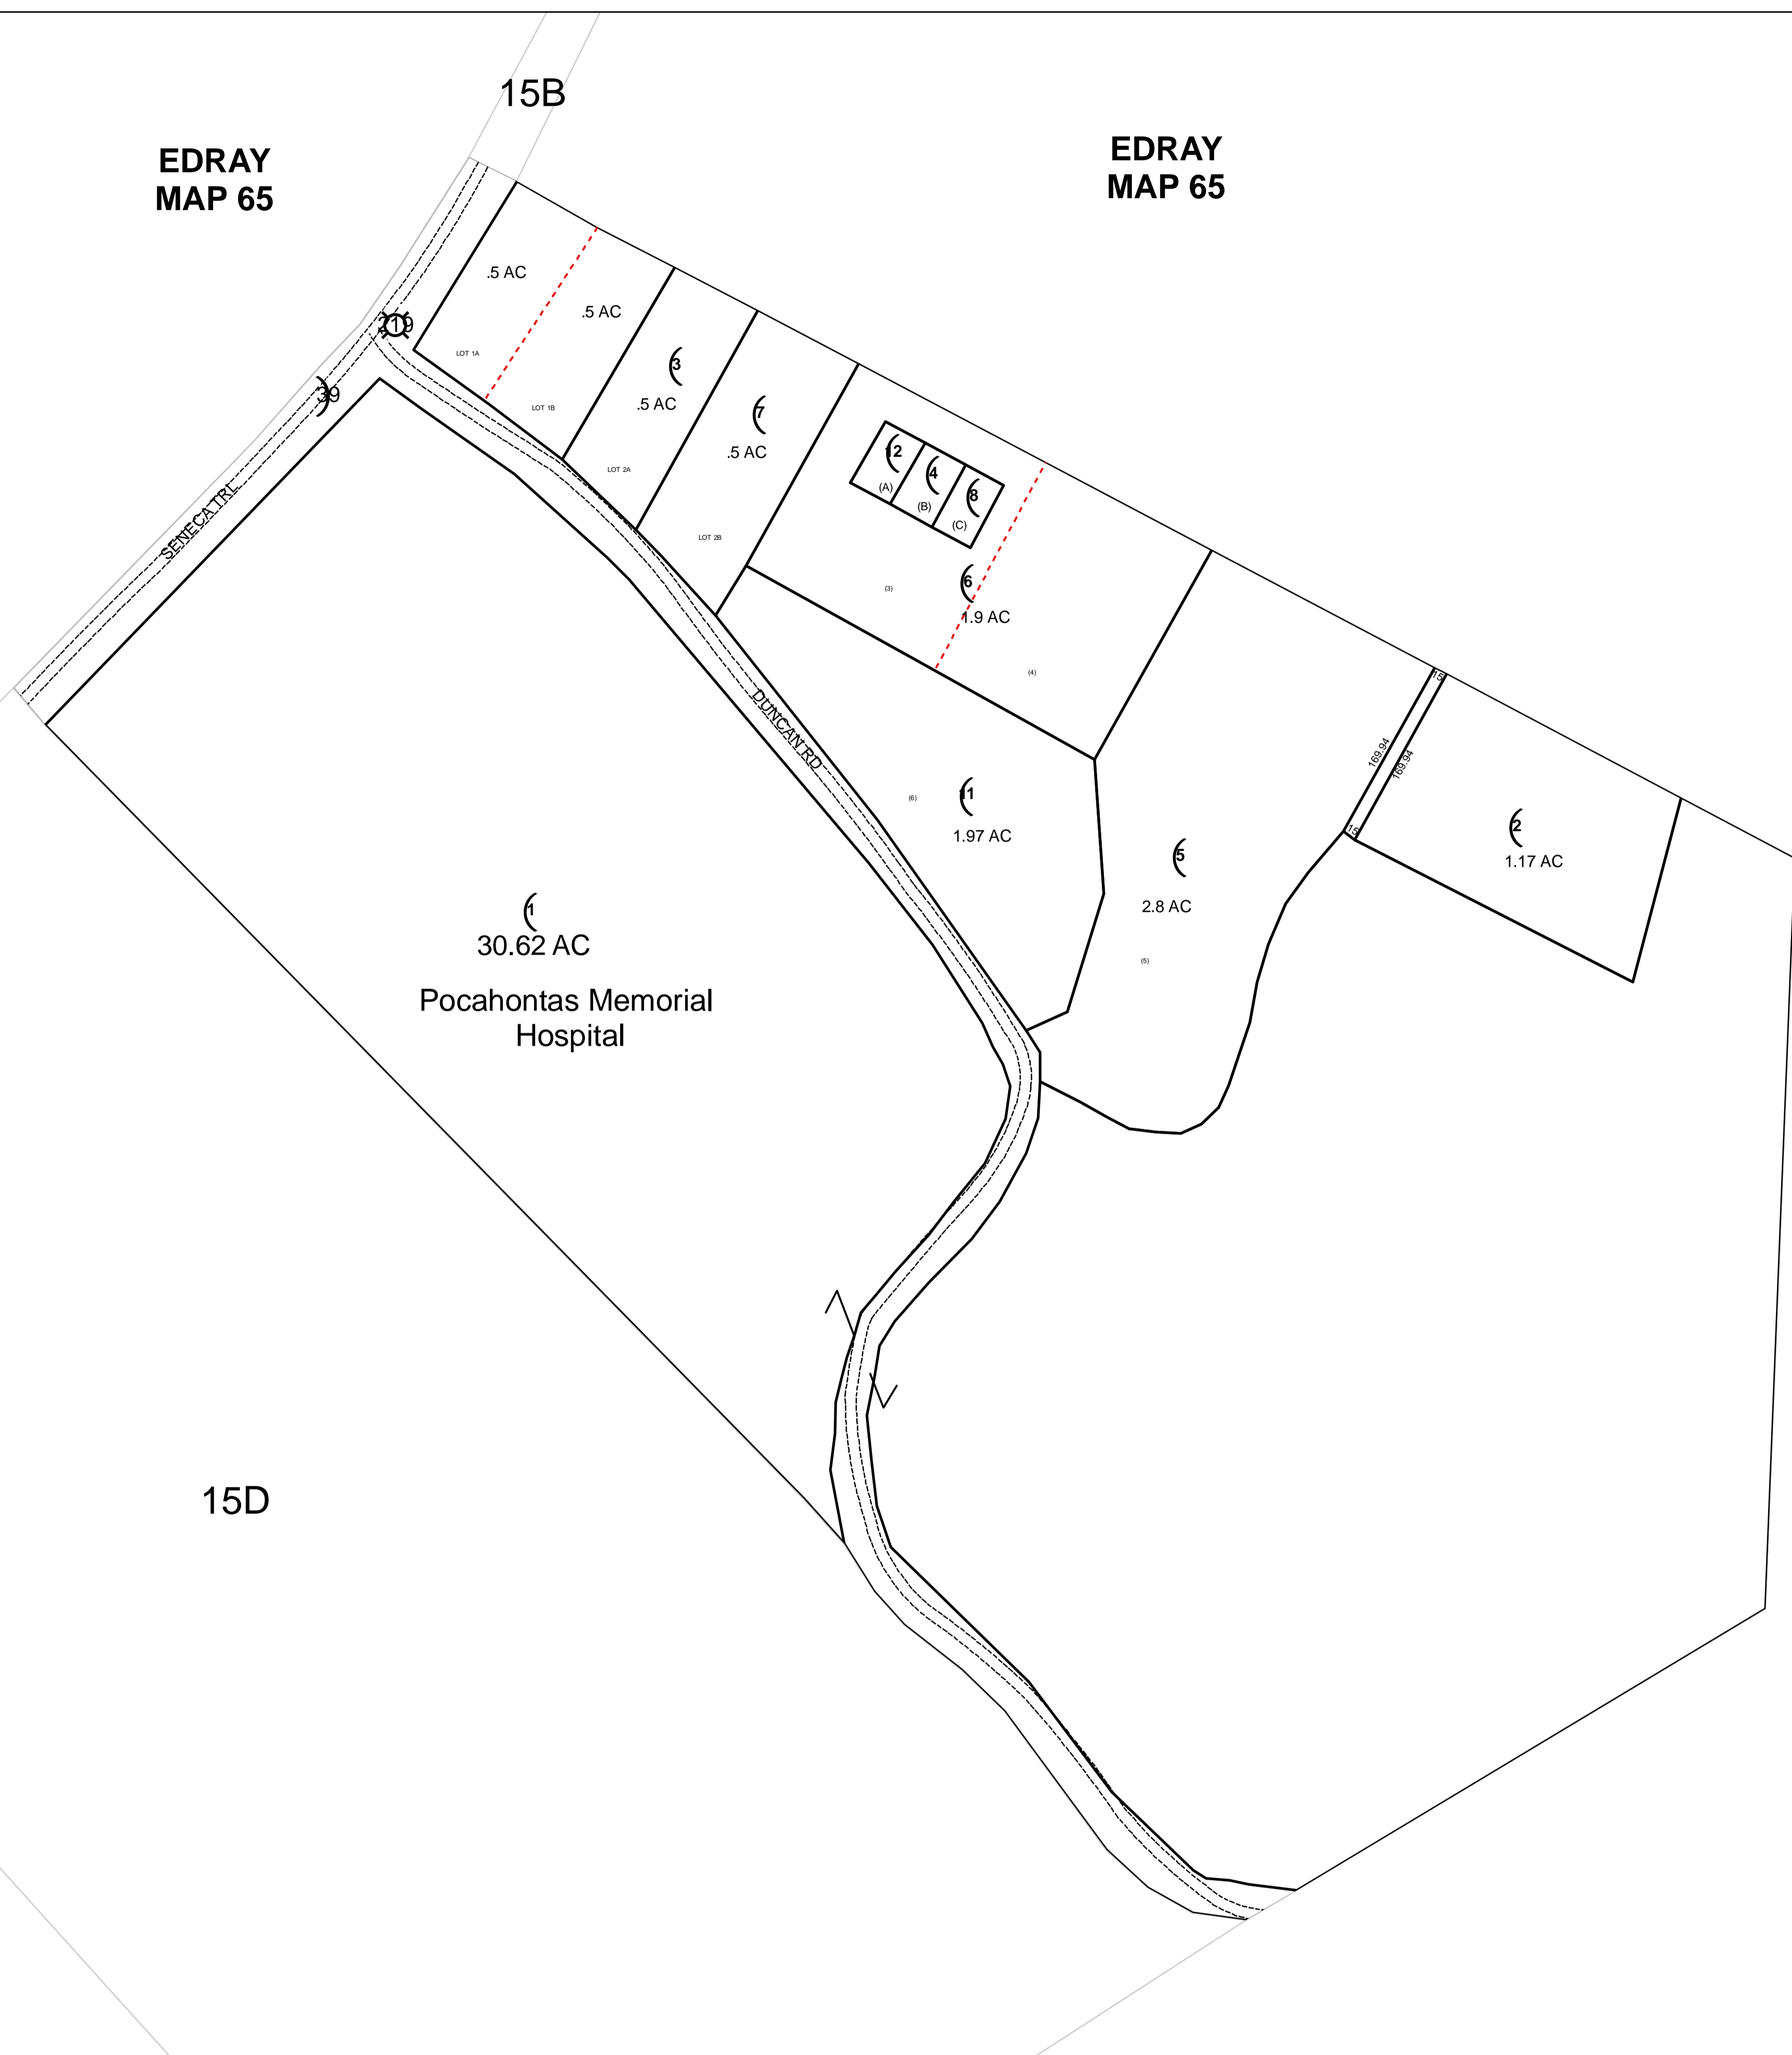 15B
EDRAY
MAP 65
EDRAY
MAP 65
.5 AC
.5 AC
219
LOT 1A
3
39
.5 AC
LOT 1B
7
.5 AC
LOT 2A
12
4
8
(A)
(B)
(C)
SENECA TRL
LOT 2B
6
(3)
1.9 AC
(4)
15
DUNCAN RD
169.94
169.94
11
(6)
1.97 AC
15
2
1.17 AC
5
2.8 AC
(5)
1
30.62 AC
Pocahontas Memorial
Hospital
15D